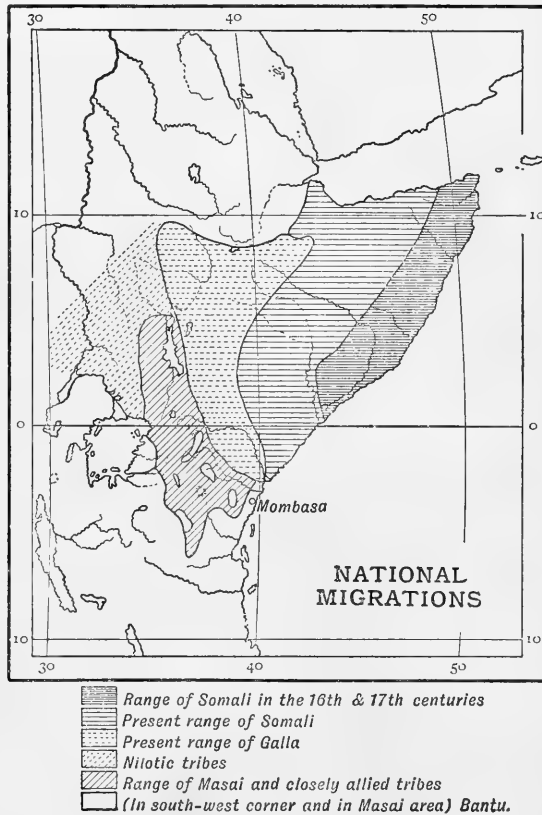 30 40 50
10 10
0 0
Mombasa
NATIONAL
MIGRATIONS
10 10
30 40 50
Range of Somali in the 16th & 17th centuries
Present range of Somali
Present range of Galla
Nilotic tribes
Range of Masai and closely allied tribes
(In south-west corner and in Masai area) Bantu.